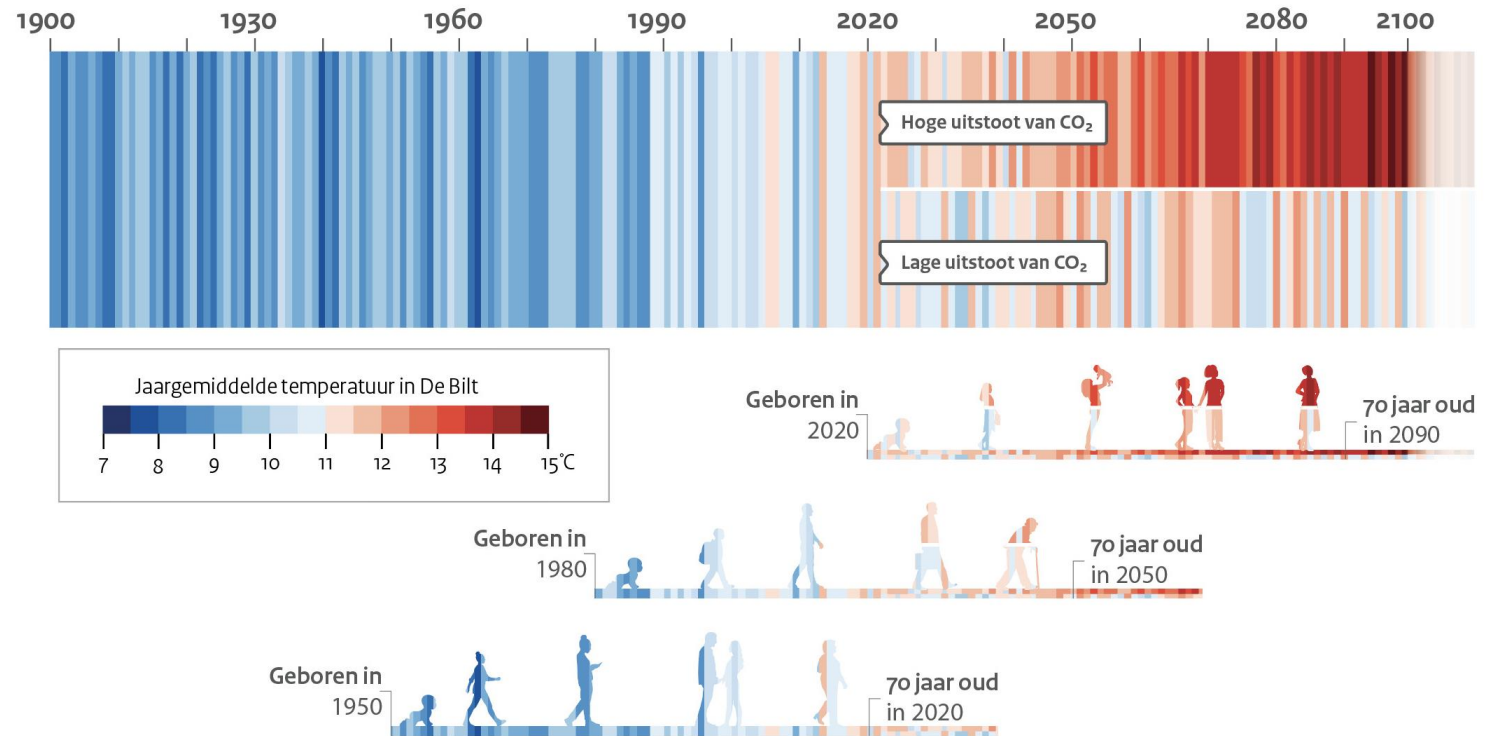 1900 1930 1960 1990 2020 2050 2080 2100
Hoge uitstoot van CO₂
Lage uitstoot van CO₂
Jaargemiddelde temperatuur in De Bilt
7 8 9 10 11 12 13 14 15°C
Geboren in
2020
70 jaar oud
in 2090
Geboren in
1980
70 jaar oud
in 2050
Geboren in
1950
70 jaar oud
in 2020